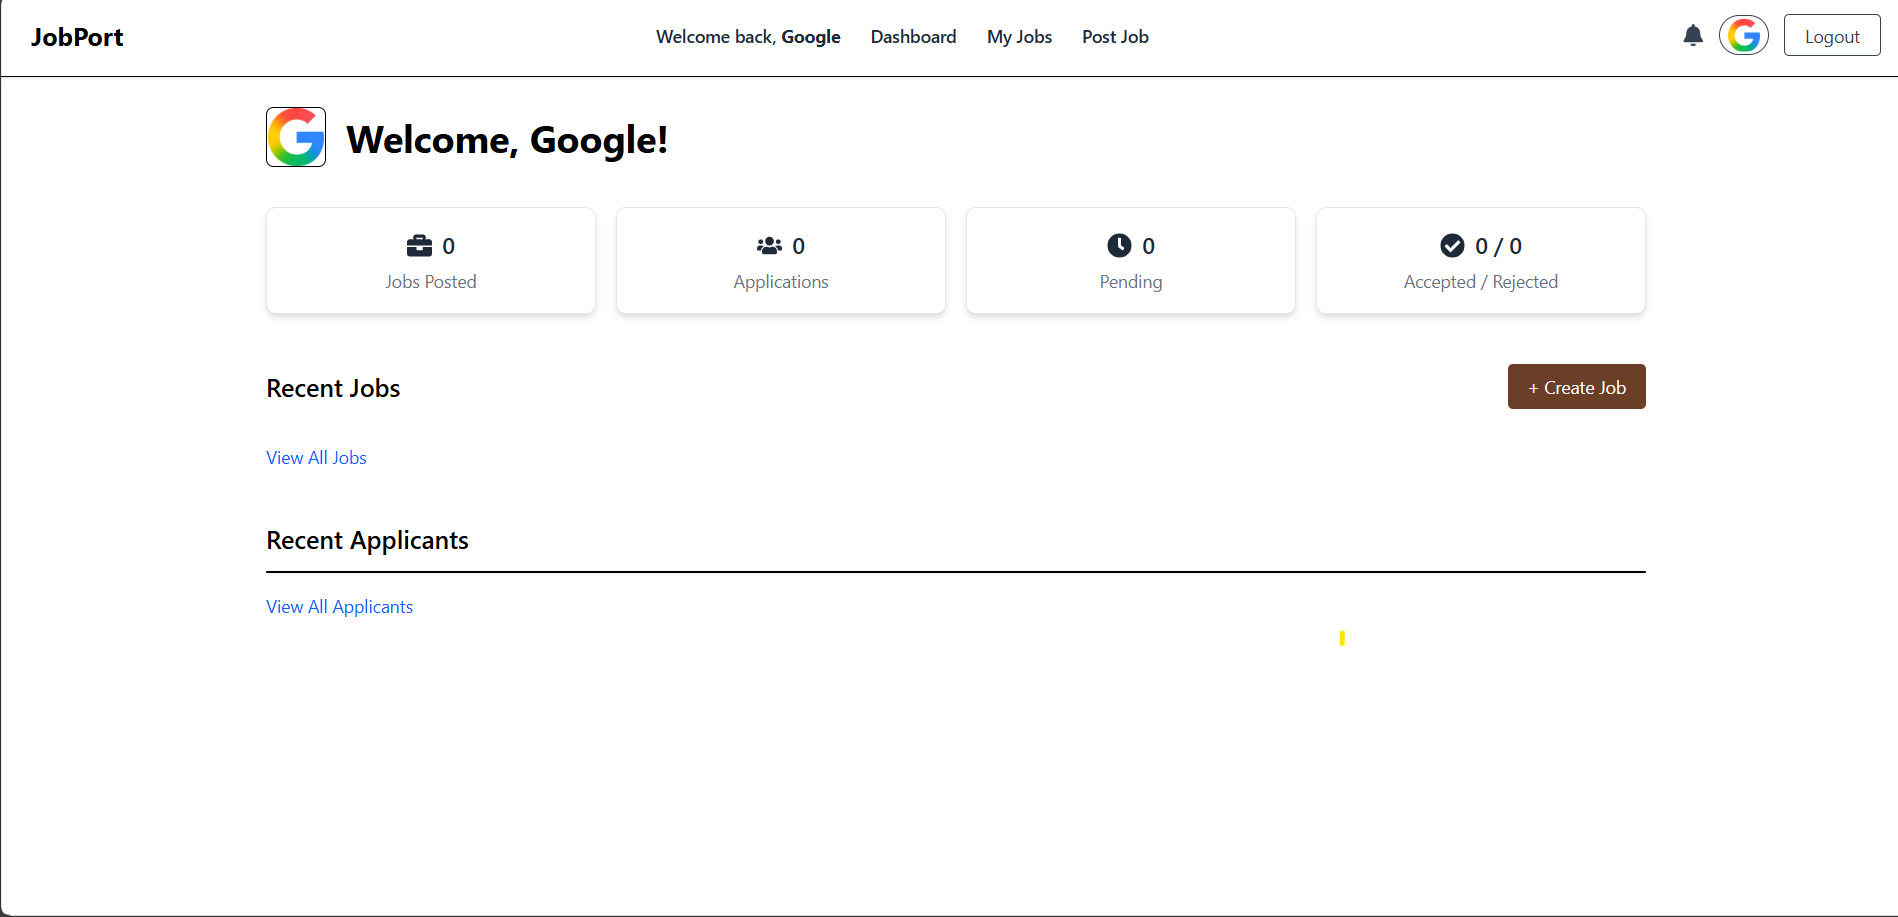 JobPort
Welcome back, Google Dashboard My Jobs Post Job
Logout
Welcome, Google!
0
Jobs Posted
0
Applications
0
Pending
0 / 0
Accepted / Rejected
Recent Jobs
+ Create Job
View All Jobs
Recent Applicants
View All Applicants